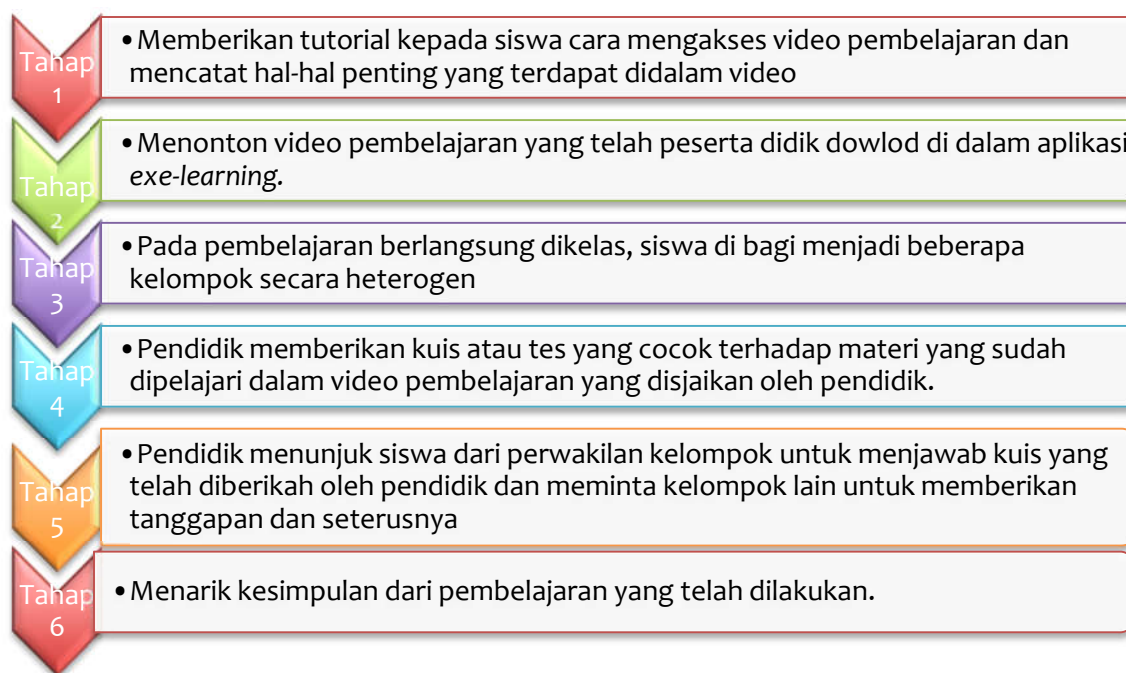 Tahap
1
•Memberikan tutorial kepada siswa cara mengakses video pembelajaran dan
mencatat hal-hal penting yang terdapat didalam video
Tahap
2
•Menonton video pembelajaran yang telah peserta didik dowlod di dalam aplikasi
exe-learning.
Tahap
3
•Pada pembelajaran berlangsung dikelas, siswa di bagi menjadi beberapa
kelompok secara heterogen
Tahap
4
•Pendidik memberikan kuis atau tes yang cocok terhadap materi yang sudah
dipelajari dalam video pembelajaran yang disjaikan oleh pendidik.
Tahap
5
•Pendidik menunjuk siswa dari perwakilan kelompok untuk menjawab kuis yang
telah diberikah oleh pendidik dan meminta kelompok lain untuk memberikan
tanggapan dan seterusnya
Tahap
6
•Menarik kesimpulan dari pembelajaran yang telah dilakukan.